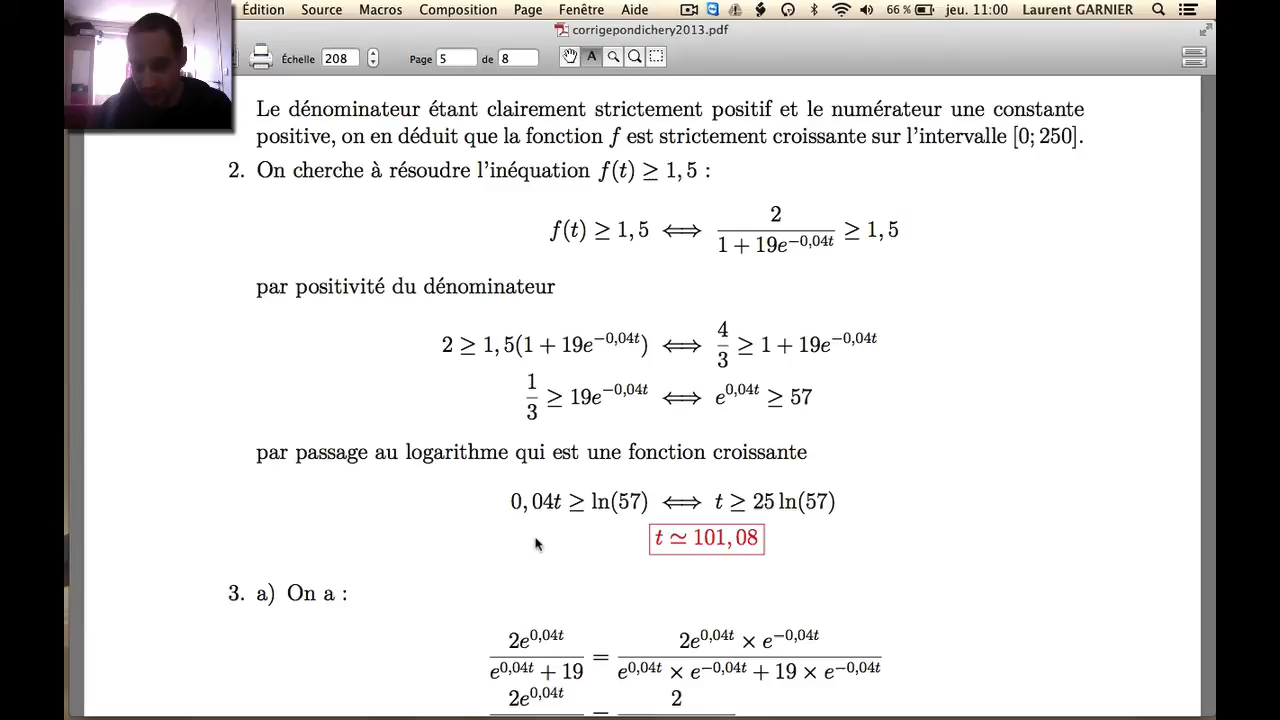 Édition Source Macros Composition Page Fenêtre Aide 66 % jeu. 11:00 Laurent GARNIER
corrigepondichery2013.pdf
Échelle 208 Page 5 de 8 A
Le dénominateur étant clairement strictement positif et le numérateur une constante
positive, on en déduit que la fonction f est strictement croissante sur l'intervalle [0; 250].
2. On cherche à résoudre l'inéquation f(t) ≥ 1, 5 :
f(t) ≥ 1, 5 ⟺ 2/(1 + 19e^{−0,04t}) ≥ 1, 5
par positivité du dénominateur
2 ≥ 1, 5(1 + 19e^{−0,04t}) ⟺ 4/3 ≥ 1 + 19e^{−0,04t}
1/3 ≥ 19e^{−0,04t} ⟺ e^{0,04t} ≥ 57
par passage au logarithme qui est une fonction croissante
0, 04t ≥ ln(57) ⟺ t ≥ 25 ln(57)
t ≃ 101, 08
3. a) On a :
2e^{0,04t}/(e^{0,04t} + 19) = (2e^{0,04t} × e^{−0,04t})/(e^{0,04t} × e^{−0,04t} + 19 × e^{−0,04t})
2e^{0,04t} = 2